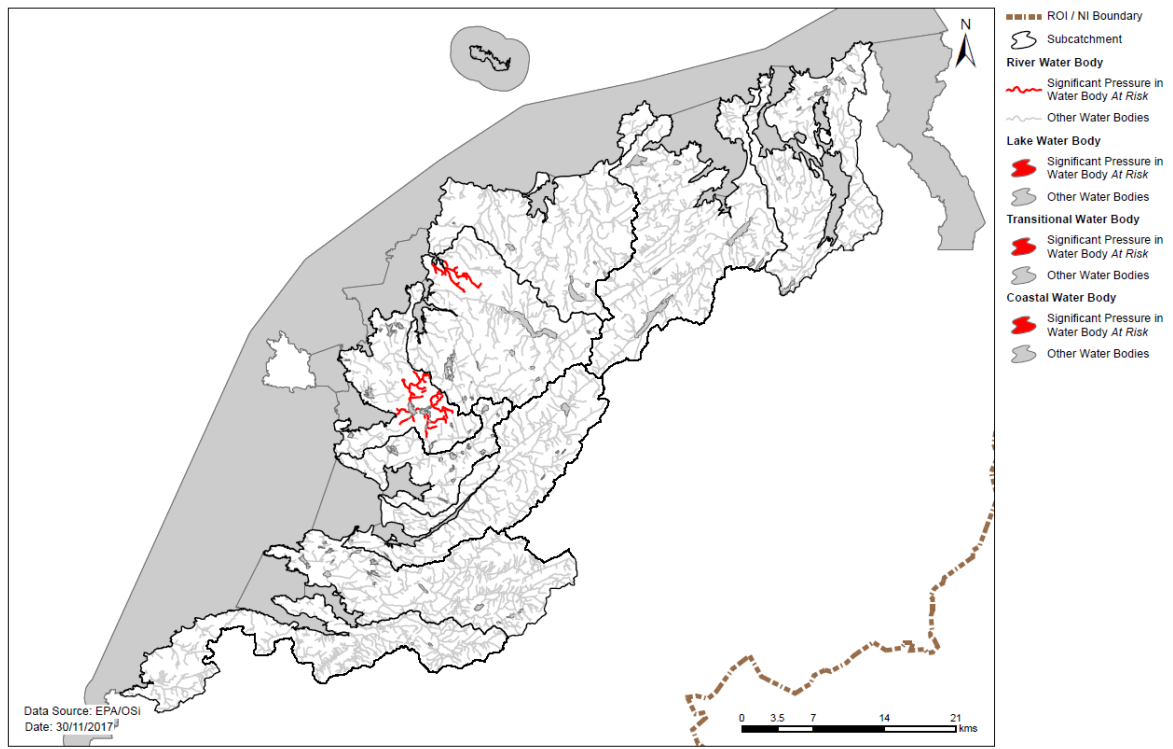 N
ROI / NI Boundary
Subcatchment
River Water Body
Significant Pressure in
Water Body At Risk
Other Water Bodies
Lake Water Body
Significant Pressure in
Water Body At Risk
Other Water Bodies
Transitional Water Body
Significant Pressure in
Water Body At Risk
Other Water Bodies
Coastal Water Body
Significant Pressure in
Water Body At Risk
Other Water Bodies
Data Source: EPA/OSi
Date: 30/11/2017
0 3.5 7 14 21
kms